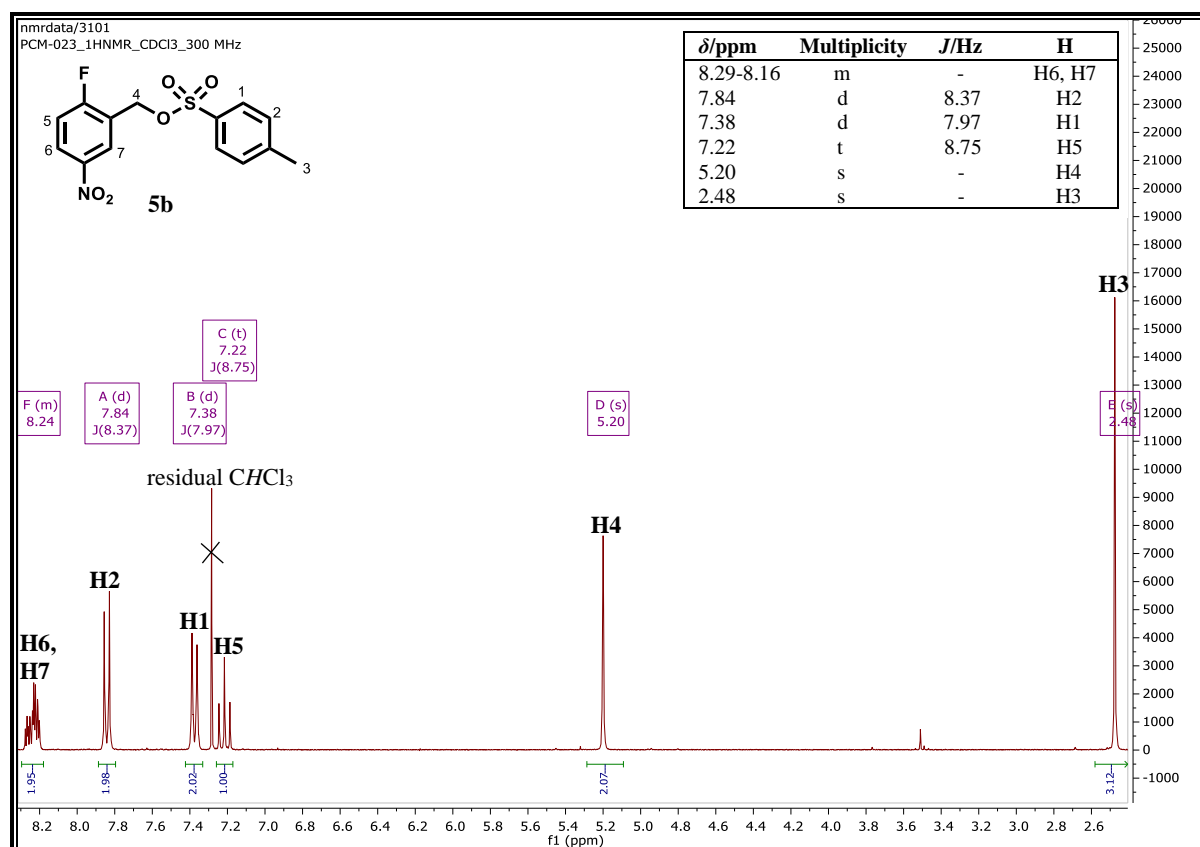 nmrdata/3101
PCM-023_1HNMR_CDCl3_300 MHz
F
O O
S
O
4
1
2
3
5
6
7
NO₂
5b
δ/ppm Multiplicity J/Hz H
8.29-8.16 m - H6, H7
7.84 d 8.37 H2
7.38 d 7.97 H1
7.22 t 8.75 H5
5.20 s - H4
2.48 s - H3
C (t)
7.22
J(8.75)
F (m)
8.24
A (d)
7.84
J(8.37)
B (d)
7.38
J(7.97)
D (s)
5.20
E (s)
2.48
residual CHCl₃
H6,
H7
H2
H1
H5
H4
H3
1.95
1.98
2.02
1.00
2.07
3.12
8.2 8.0 7.8 7.6 7.4 7.2 7.0 6.8 6.6 6.4 6.2 6.0 5.8 5.6 5.4 5.2 5.0 4.8 4.6 4.4 4.2 4.0 3.8 3.6 3.4 3.2 3.0 2.8 2.6
f1 (ppm)
26000
25000
24000
23000
22000
21000
20000
19000
18000
17000
16000
15000
14000
13000
12000
11000
10000
9000
8000
7000
6000
5000
4000
3000
2000
1000
0
-1000